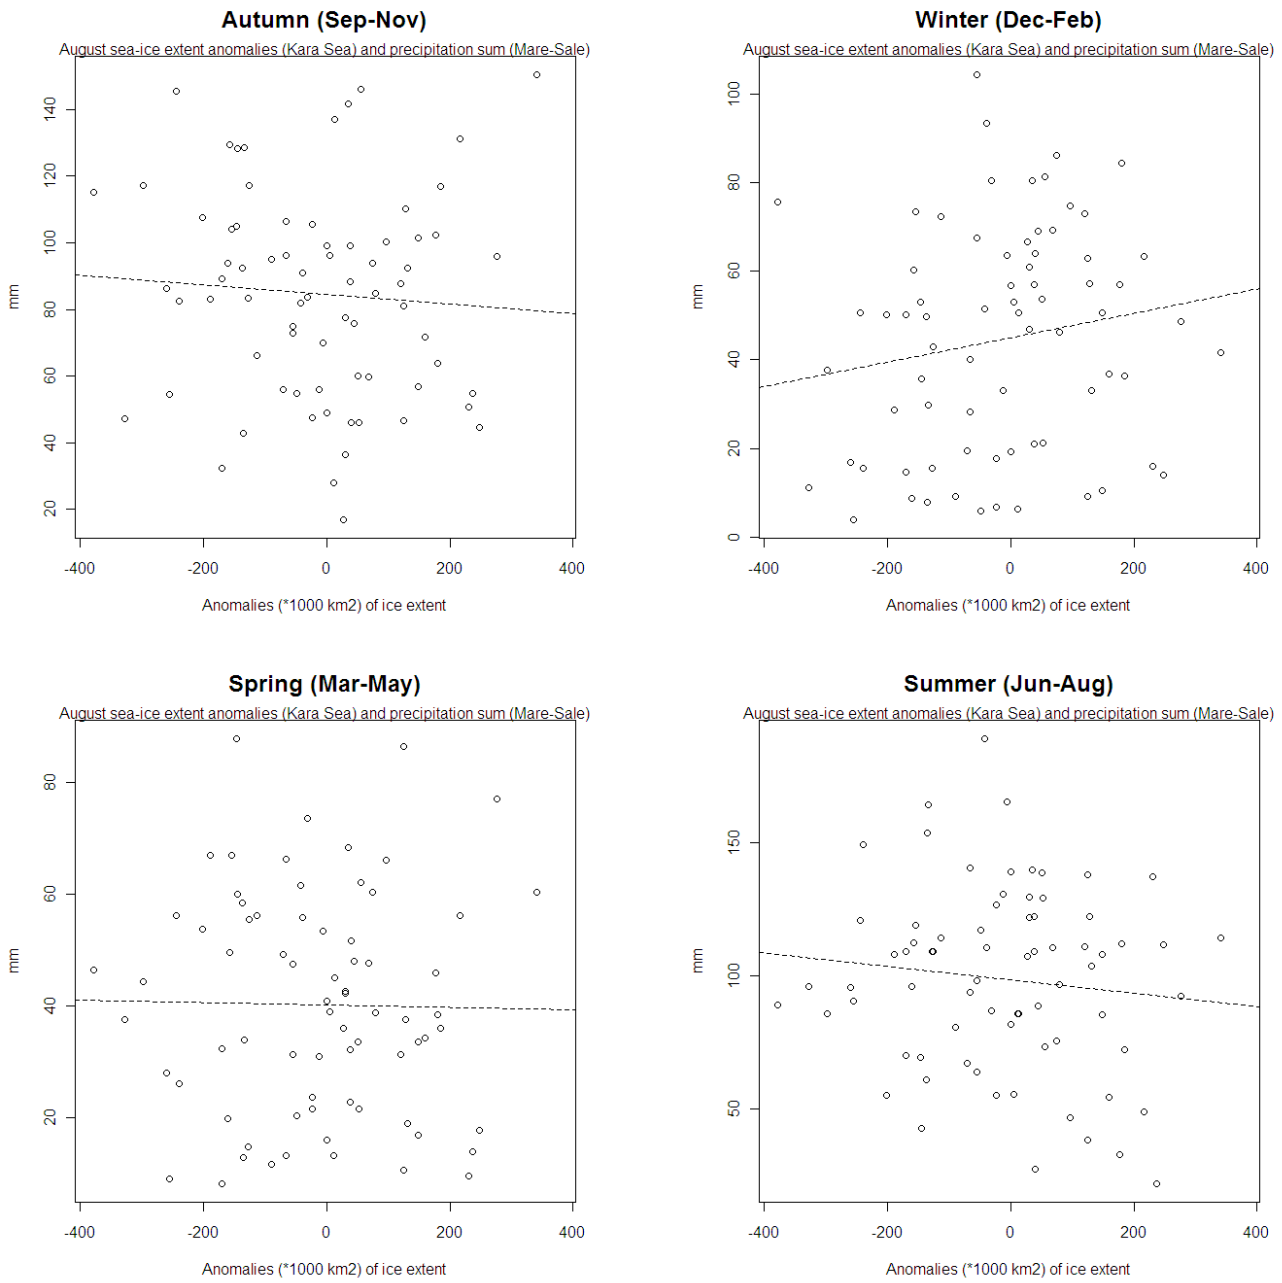 Autumn (Sep-Nov)
August sea-ice extent anomalies (Kara Sea) and precipitation sum (Mare-Sale)
mm
140
120
100
80
60
40
20
-400 -200 0 200 400
Anomalies (*1000 km2) of ice extent
Winter (Dec-Feb)
August sea-ice extent anomalies (Kara Sea) and precipitation sum (Mare-Sale)
mm
100
80
60
40
20
0
-400 -200 0 200 400
Anomalies (*1000 km2) of ice extent
Spring (Mar-May)
August sea-ice extent anomalies (Kara Sea) and precipitation sum (Mare-Sale)
mm
80
60
40
20
-400 -200 0 200 400
Anomalies (*1000 km2) of ice extent
Summer (Jun-Aug)
August sea-ice extent anomalies (Kara Sea) and precipitation sum (Mare-Sale)
mm
150
100
50
-400 -200 0 200 400
Anomalies (*1000 km2) of ice extent